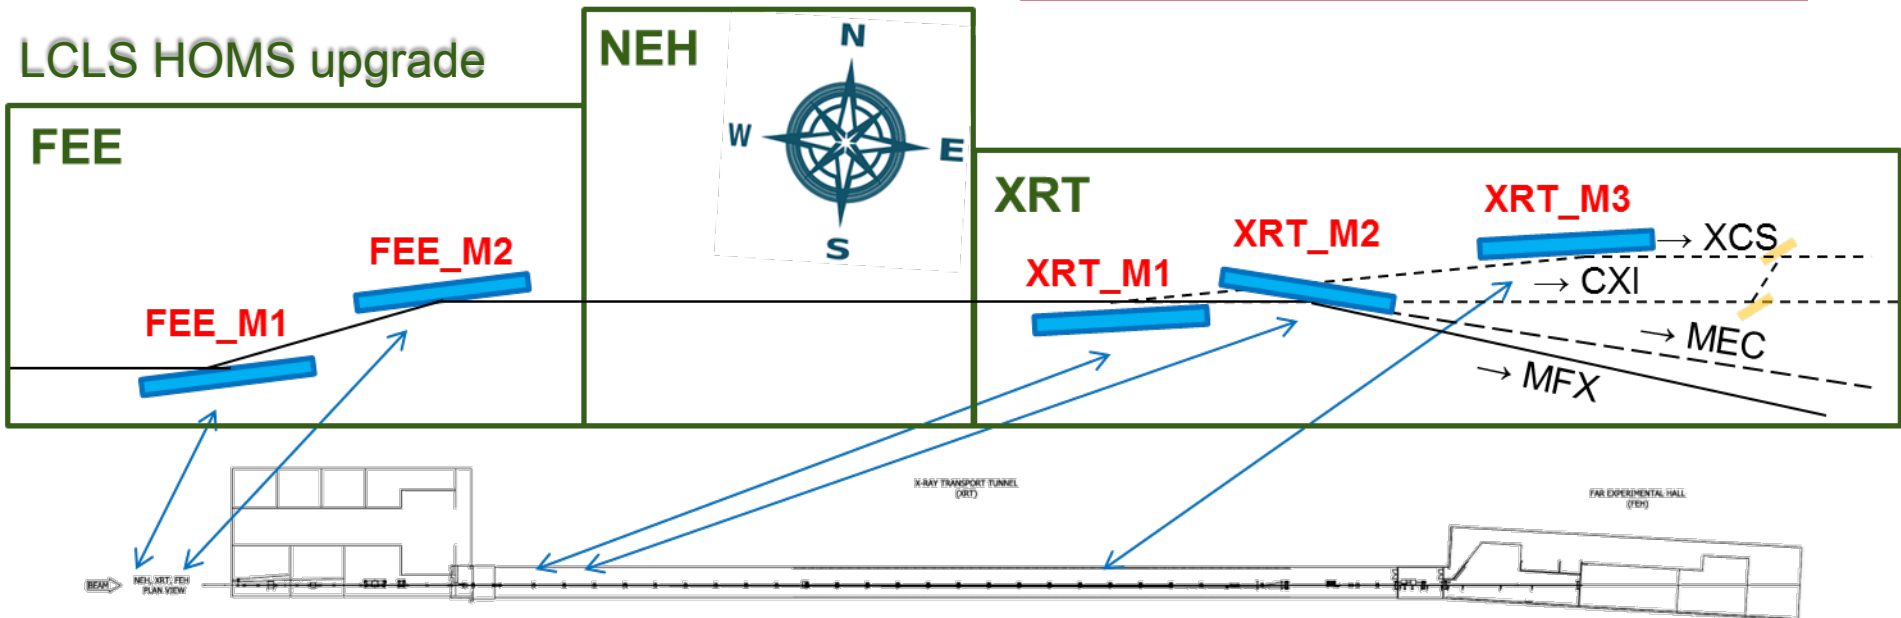 LCLS HOMS upgrade
NEH
N
W
E
S
FEE
FEE_M1
FEE_M2
XRT
XRT_M1
XRT_M2
XRT_M3
→ XCS
→ CXI
→ MEC
→ MFX
X-RAY TRANSPORT TUNNEL
(XRT)
FAR EXPERIMENTAL HALL
(FEH)
BEAM
NEH, XRT, FEH
PLAN VIEW